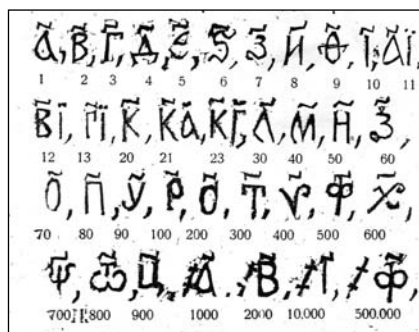 А҃, В҃, Г҃, Д҃, Є҃, Ѕ҃, З҃, И҃, Ѳ҃, І҃, АІ҃,
1 2 3 4 5 6 7 8 9 10 11
ВІ҃, ГІ҃, К҃, КА҃, КГ҃, Л҃, М҃, Н҃, Ѯ҃
12 13 20 21 23 30 40 50 60
О҃, П҃, Ч҃, Р҃, С҃, Т҃, Ѵ҃, Ф҃, Х҃
70 80 90 100 200 300 400 500 600
Ѱ҃, Ѿ҃, Ц҃, ҂А҃, ҂В҃, ҂І҃, ҂Ф҃
700 800 900 1000 2000 10.000 500.000